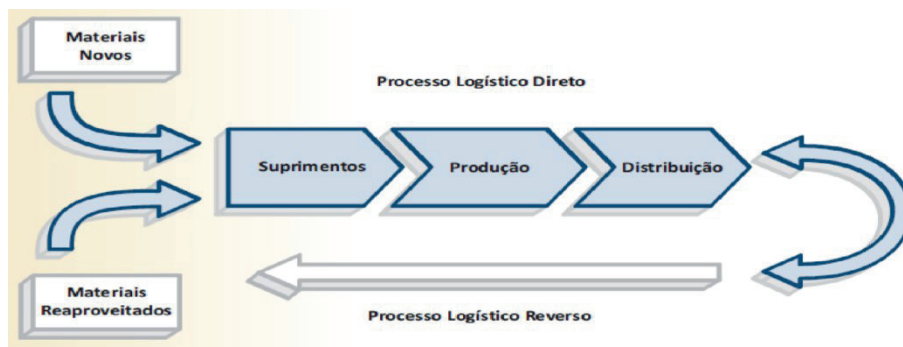 Materiais
Novos
Processo Logístico Direto
Suprimentos
Produção
Distribuição
Materiais
Reaproveitados
Processo Logístico Reverso